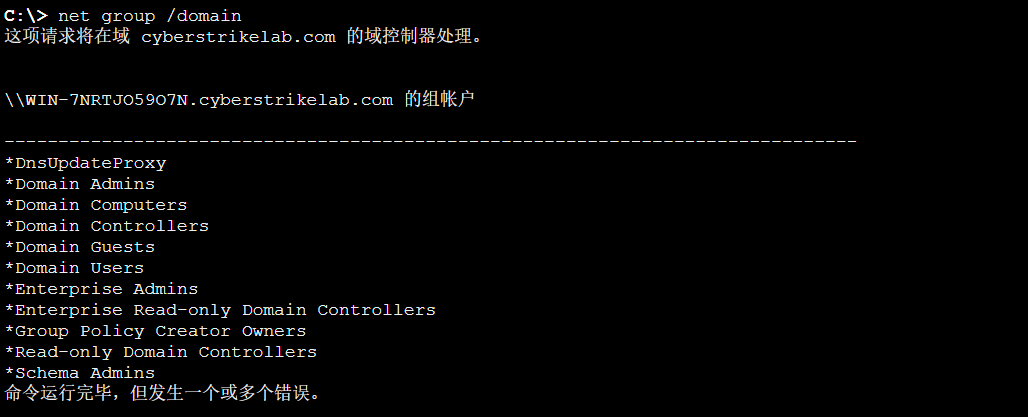 C:\> net group /domain
这项请求将在域 cyberstrikelab.com 的域控制器处理。
\\WIN-7NRTJO59O7N.cyberstrikelab.com 的组帐户
-------------------------------------------------------------------------------
*DnsUpdateProxy
*Domain Admins
*Domain Computers
*Domain Controllers
*Domain Guests
*Domain Users
*Enterprise Admins
*Enterprise Read-only Domain Controllers
*Group Policy Creator Owners
*Read-only Domain Controllers
*Schema Admins
命令运行完毕，但发生一个或多个错误。